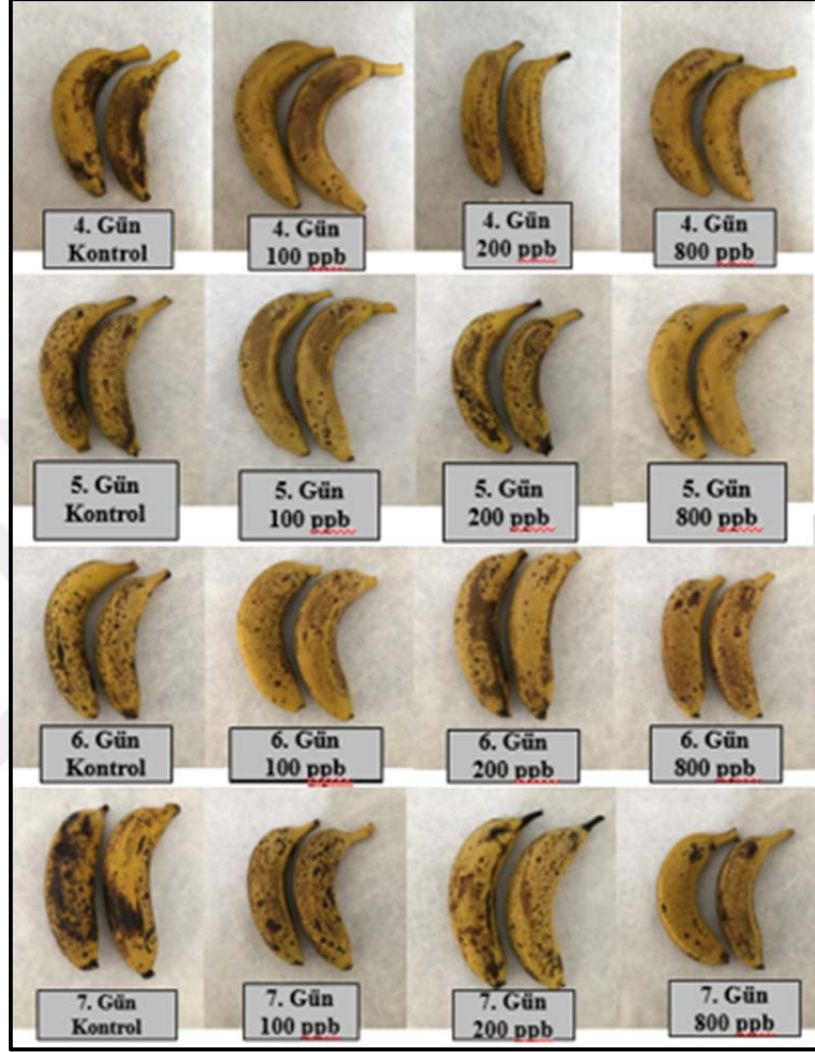 4. Gün
Kontrol
4. Gün
100 ppb
4. Gün
200 ppb
4. Gün
800 ppb
5. Gün
Kontrol
5. Gün
100 ppb
5. Gün
200 ppb
5. Gün
800 ppb
6. Gün
Kontrol
6. Gün
100 ppb
6. Gün
200 ppb
6. Gün
800 ppb
7. Gün
Kontrol
7. Gün
100 ppb
7. Gün
200 ppb
7. Gün
800 ppb